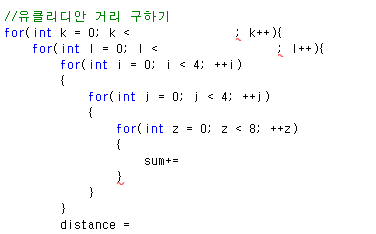 //유클리디안 거리 구하기
for(int k = 0; k < ; k++){
for(int l = 0; l < ; l++){
for(int i = 0; i < 4; ++i)
{
for(int j = 0; j < 4; ++j)
{
for(int z = 0; z < 8; ++z)
{
sum+=
}
}
}
distance =